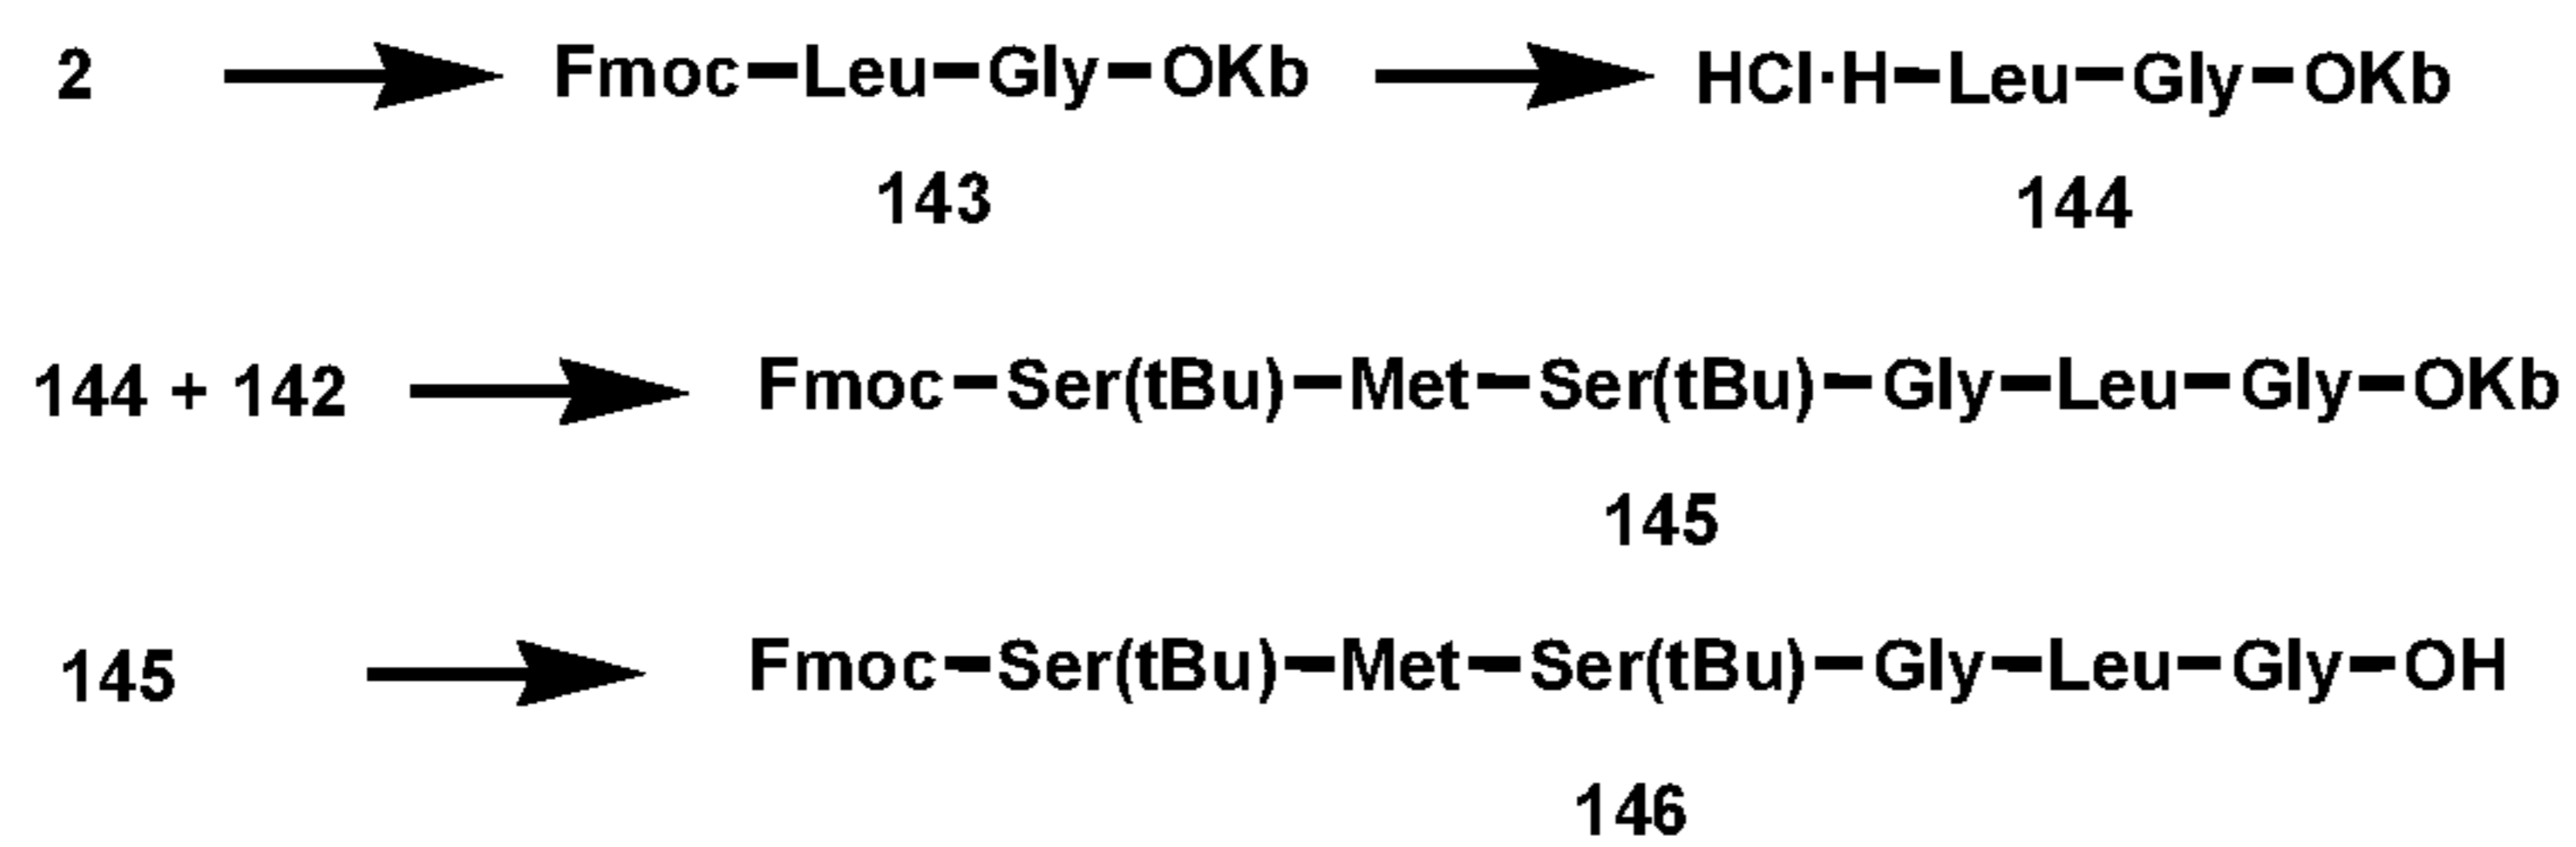 2 Fmoc–Leu–Gly–OKb HCl·H–Leu–Gly–OKb
143 144
144 + 142 Fmoc–Ser(tBu)–Met–Ser(tBu)–Gly–Leu–Gly–OKb
145
145 Fmoc–Ser(tBu)–Met–Ser(tBu)–Gly–Leu–Gly–OH
146